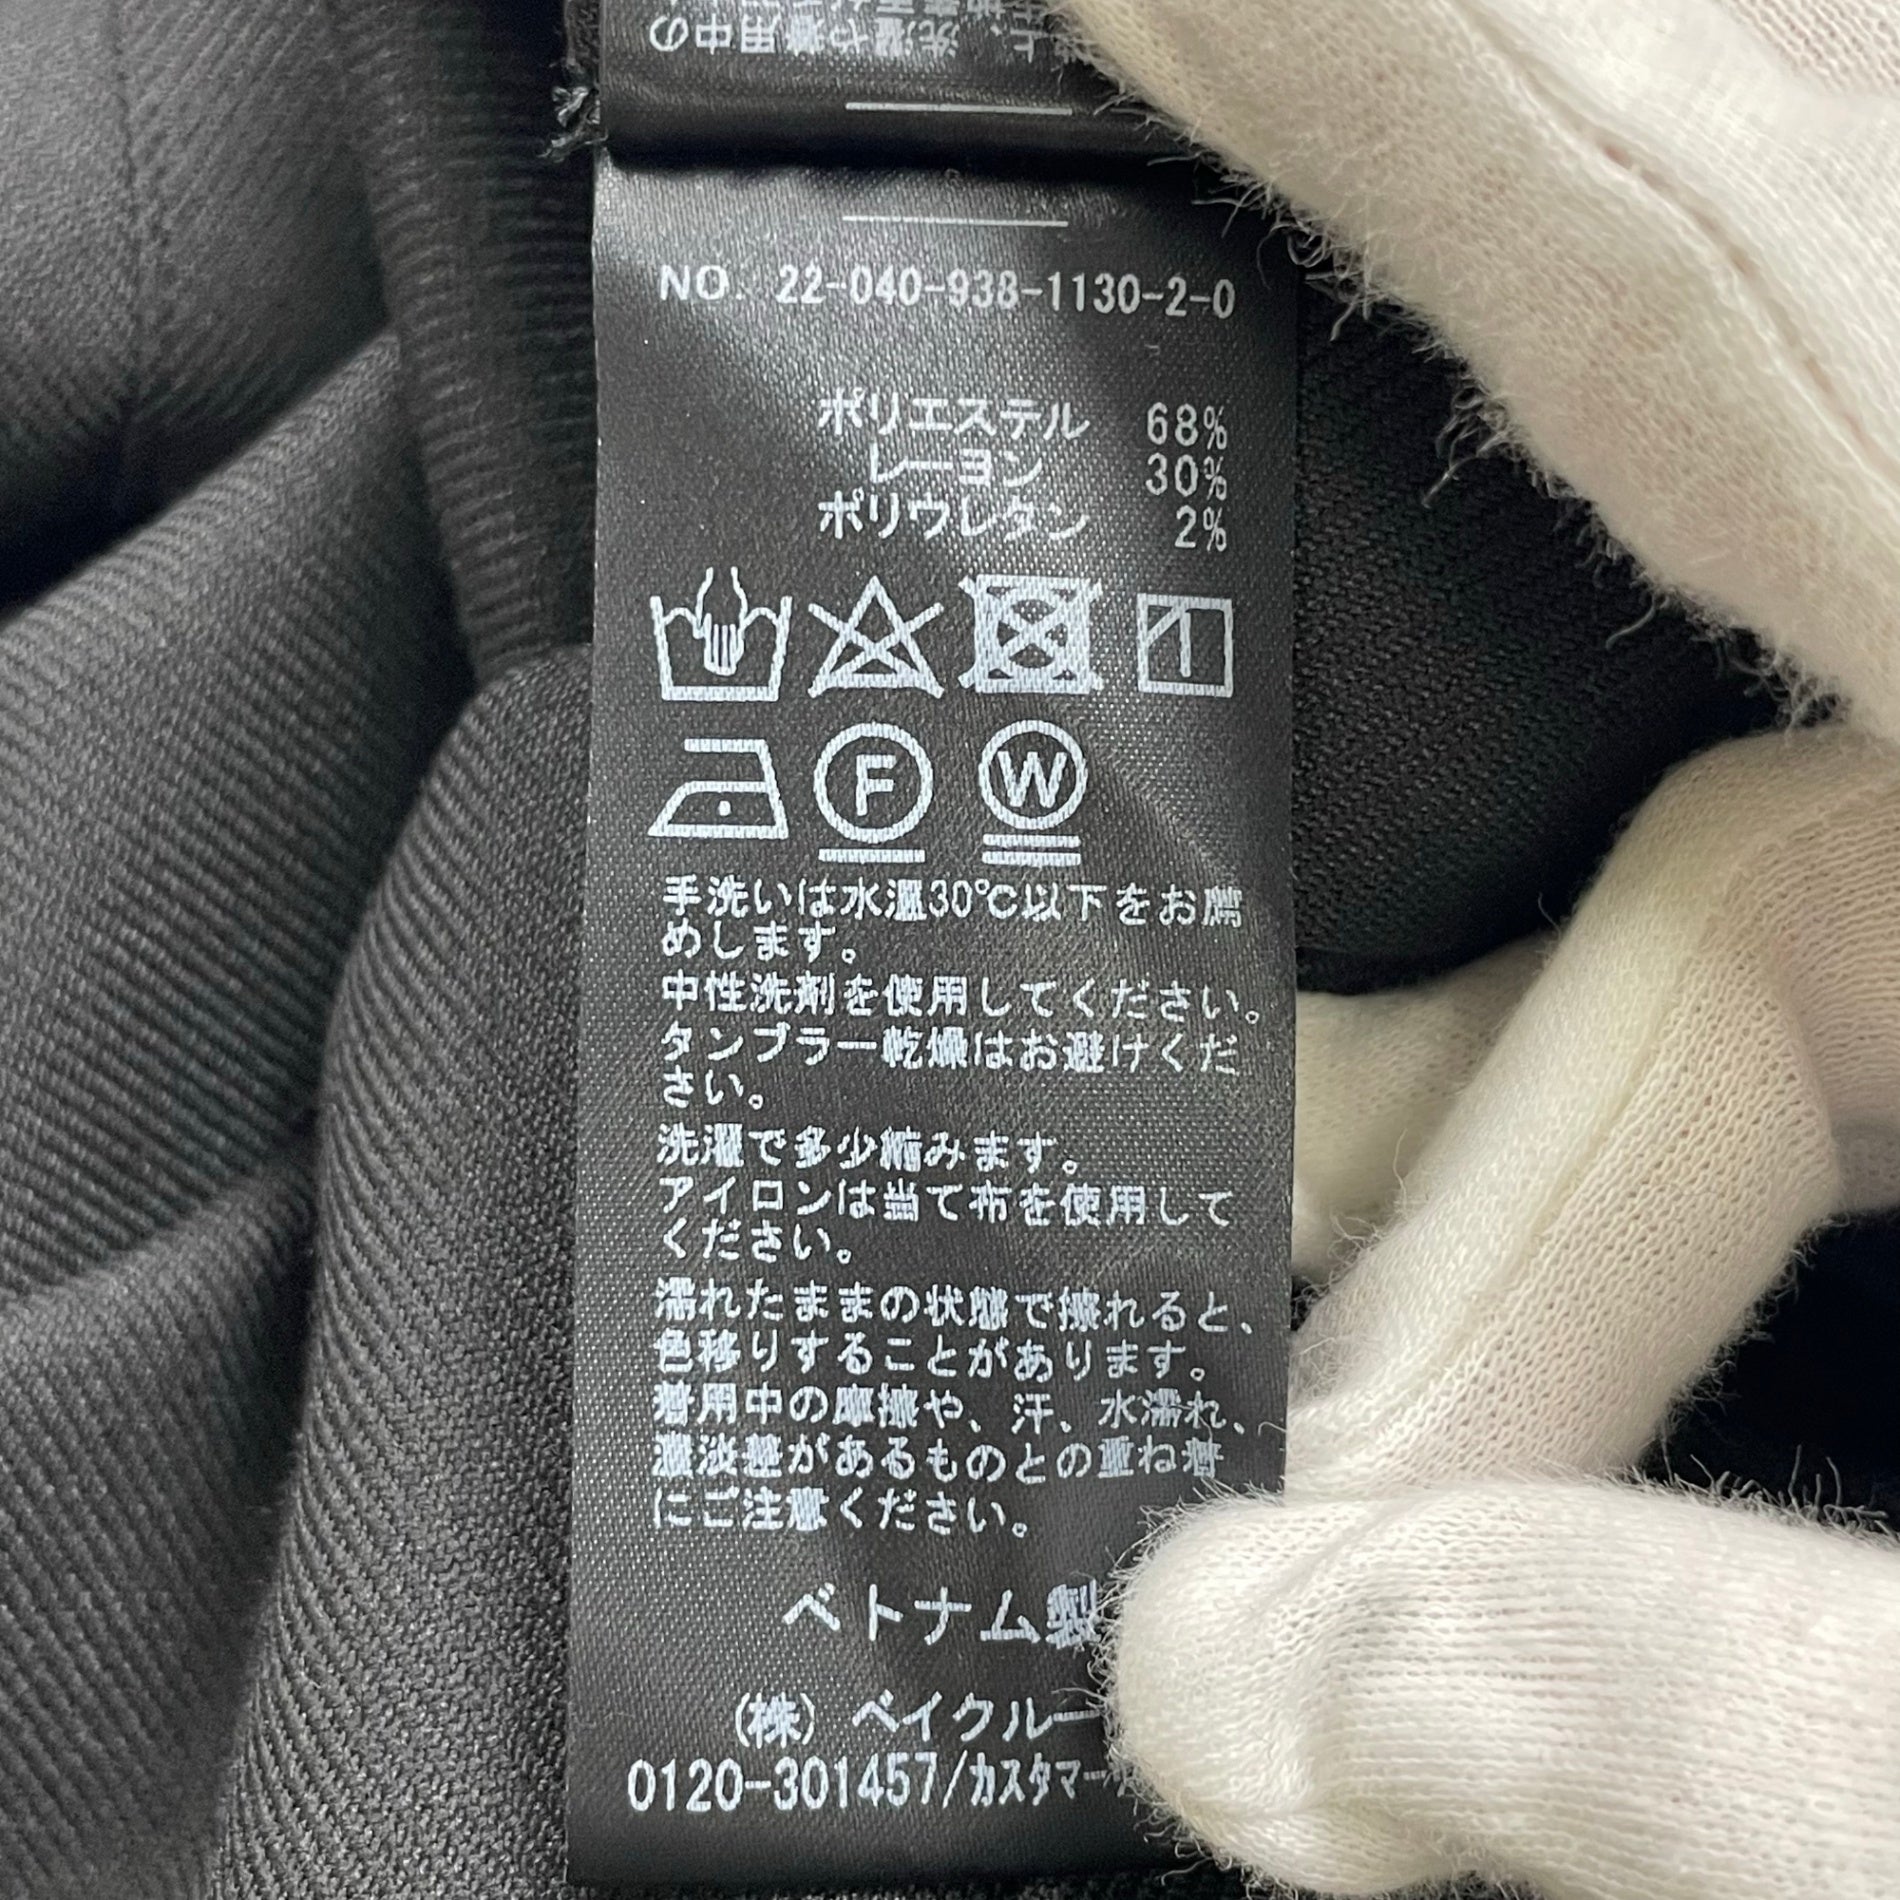 上、洗濯や着用中の
NO. 22-040-938-1130-2-0
ポリエステル 68%
レーヨン 30%
ポリウレタン 2%
F W
手洗いは水温30℃以下をお薦
めします。
中性洗剤を使用してください。
タンブラー乾燥はお避けくだ
さい。
洗濯で多少縮みます。
アイロンは当て布を使用して
ください。
濡れたままの状態で擦れると、
色移りすることがあります。
着用中の摩擦や、汗、水濡れ、
濃淡差があるものとの重ね着
にご注意ください。
ベトナム製
(株) ベイクルー
0120-301457/カスタマー